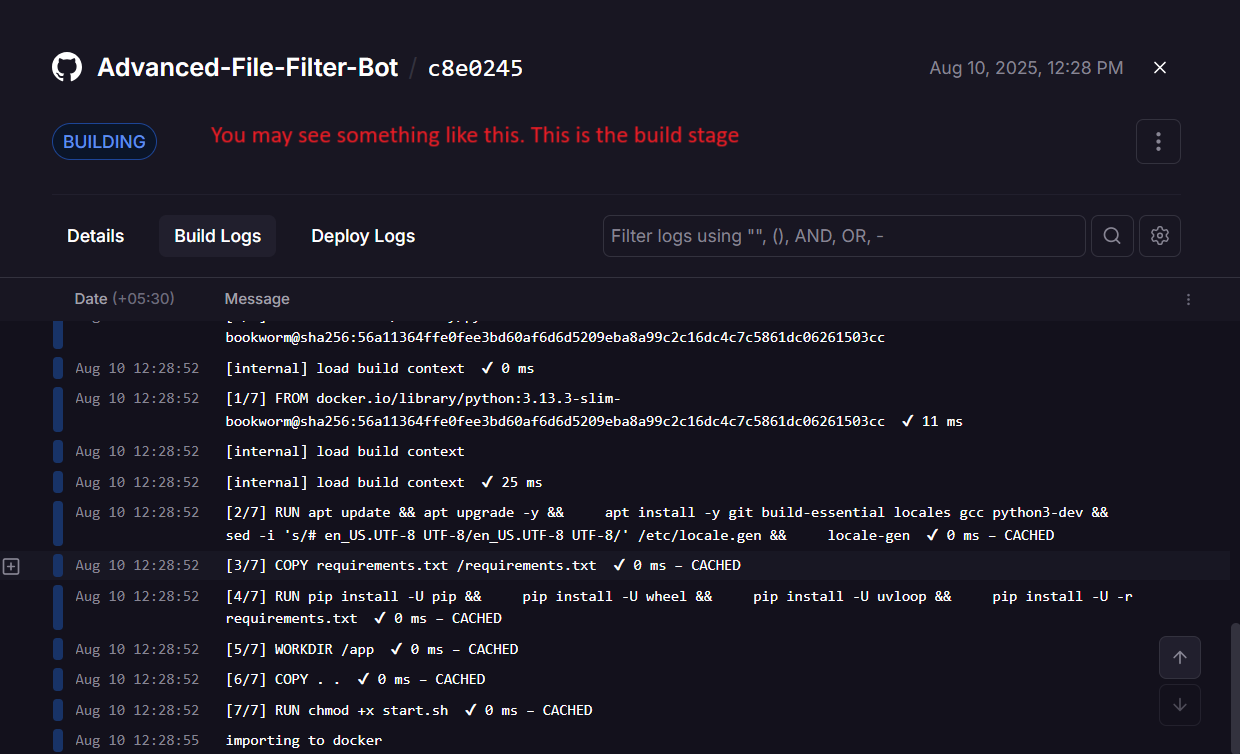 Advanced-File-Filter-Bot / c8e0245
Aug 10, 2025, 12:28 PM
BUILDING
You may see something like this. This is the build stage
Details
Build Logs
Deploy Logs
Filter logs using "", (), AND, OR, -
Date (+05:30)
Message
bookworm@sha256:56a11364ffe0fee3bd60af6d6d5209eba8a99c2c16dc4c7c5861dc06261503cc
Aug 10 12:28:52 [internal] load build context ✔ 0 ms
Aug 10 12:28:52 [1/7] FROM docker.io/library/python:3.13.3-slim-
bookworm@sha256:56a11364ffe0fee3bd60af6d6d5209eba8a99c2c16dc4c7c5861dc06261503cc ✔ 11 ms
Aug 10 12:28:52 [internal] load build context
Aug 10 12:28:52 [internal] load build context ✔ 25 ms
Aug 10 12:28:52 [2/7] RUN apt update && apt upgrade -y &&     apt install -y git build-essential locales gcc python3-dev &&
sed -i 's/# en_US.UTF-8 UTF-8/en_US.UTF-8 UTF-8/' /etc/locale.gen &&     locale-gen ✔ 0 ms – CACHED
Aug 10 12:28:52 [3/7] COPY requirements.txt /requirements.txt ✔ 0 ms – CACHED
Aug 10 12:28:52 [4/7] RUN pip install -U pip &&     pip install -U wheel &&     pip install -U uvloop &&     pip install -U -r
requirements.txt ✔ 0 ms – CACHED
Aug 10 12:28:52 [5/7] WORKDIR /app ✔ 0 ms – CACHED
Aug 10 12:28:52 [6/7] COPY . . ✔ 0 ms – CACHED
Aug 10 12:28:52 [7/7] RUN chmod +x start.sh ✔ 0 ms – CACHED
Aug 10 12:28:55 importing to docker